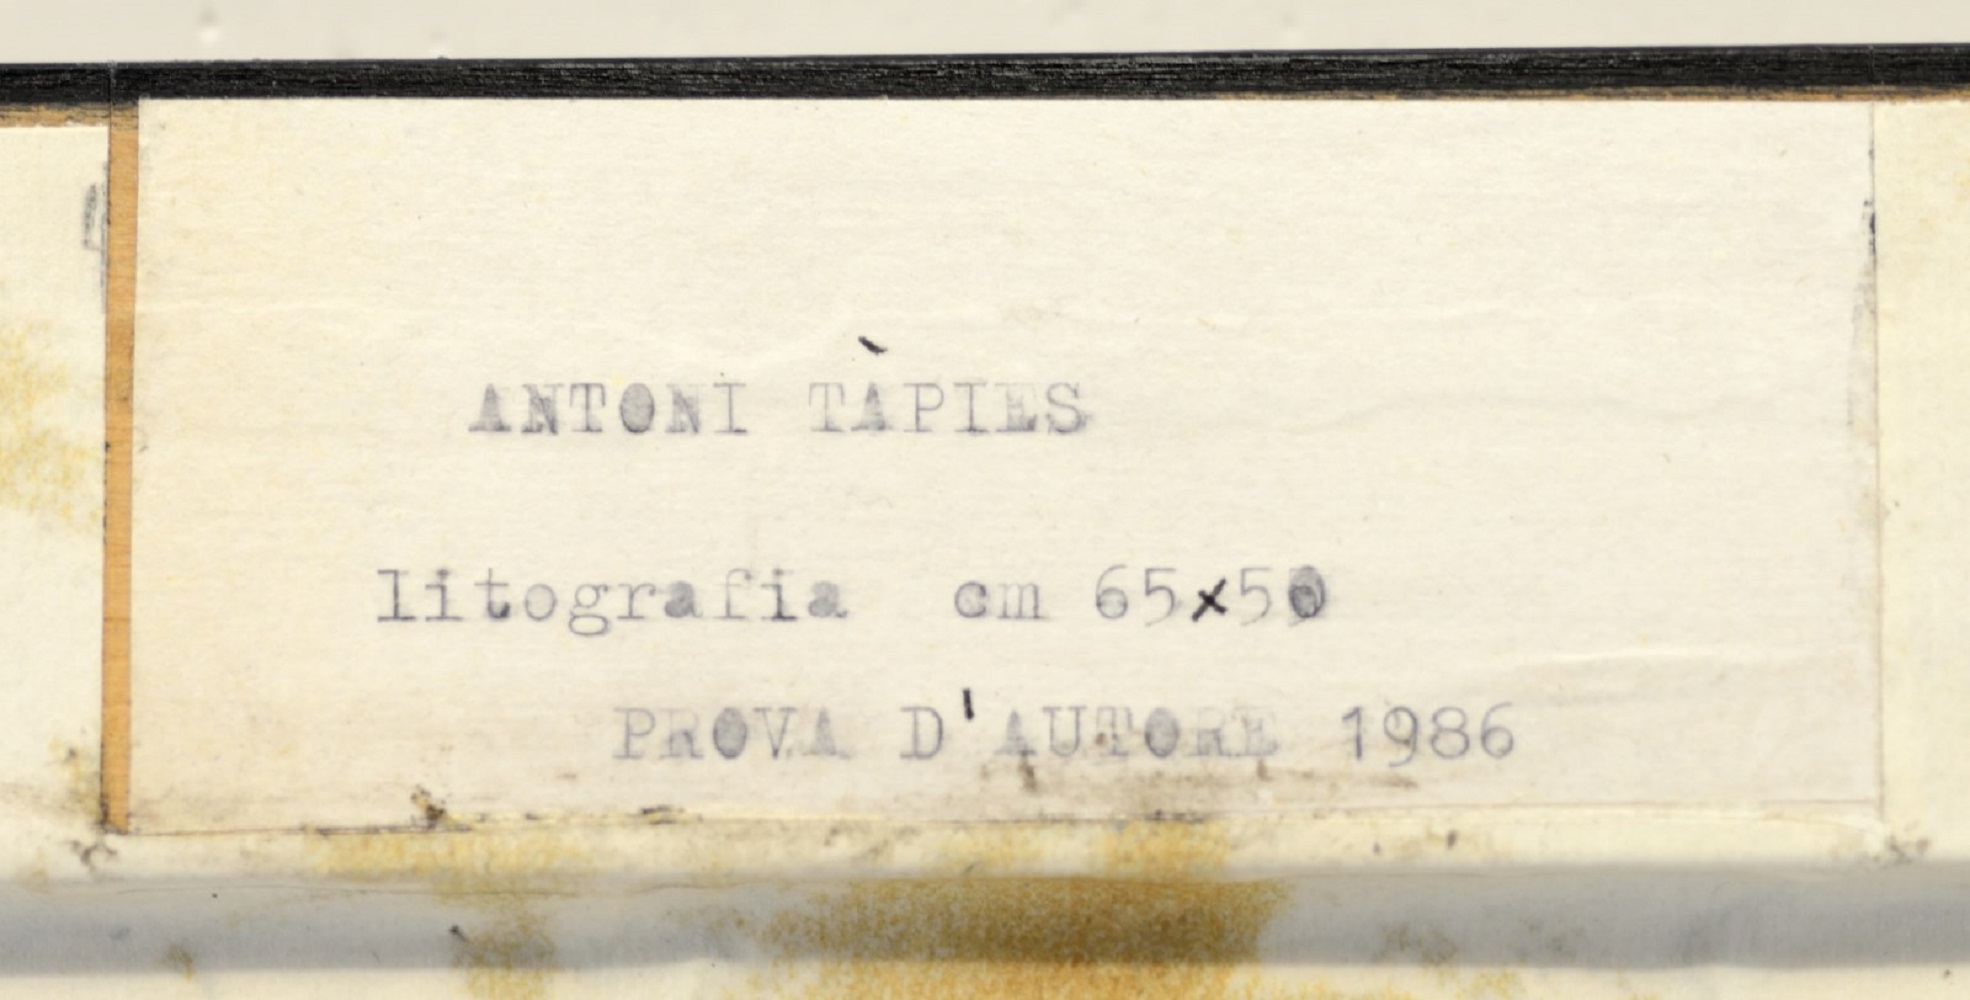 ANTONI TÀPIES
litografia cm 65x50
PROVA D'AUTORE 1986